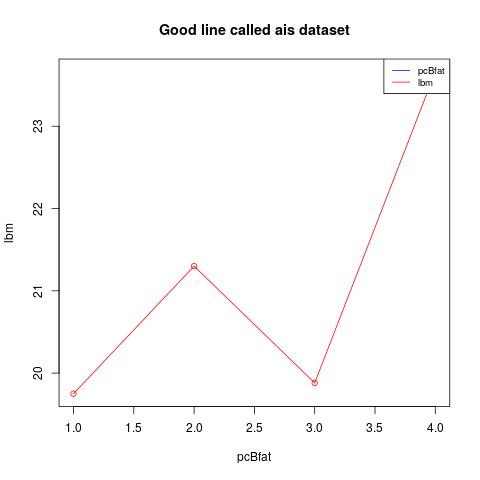 Good line called ais dataset
pcBfat
lbm
23
22
21
20
lbm
1.0 1.5 2.0 2.5 3.0 3.5 4.0
pcBfat